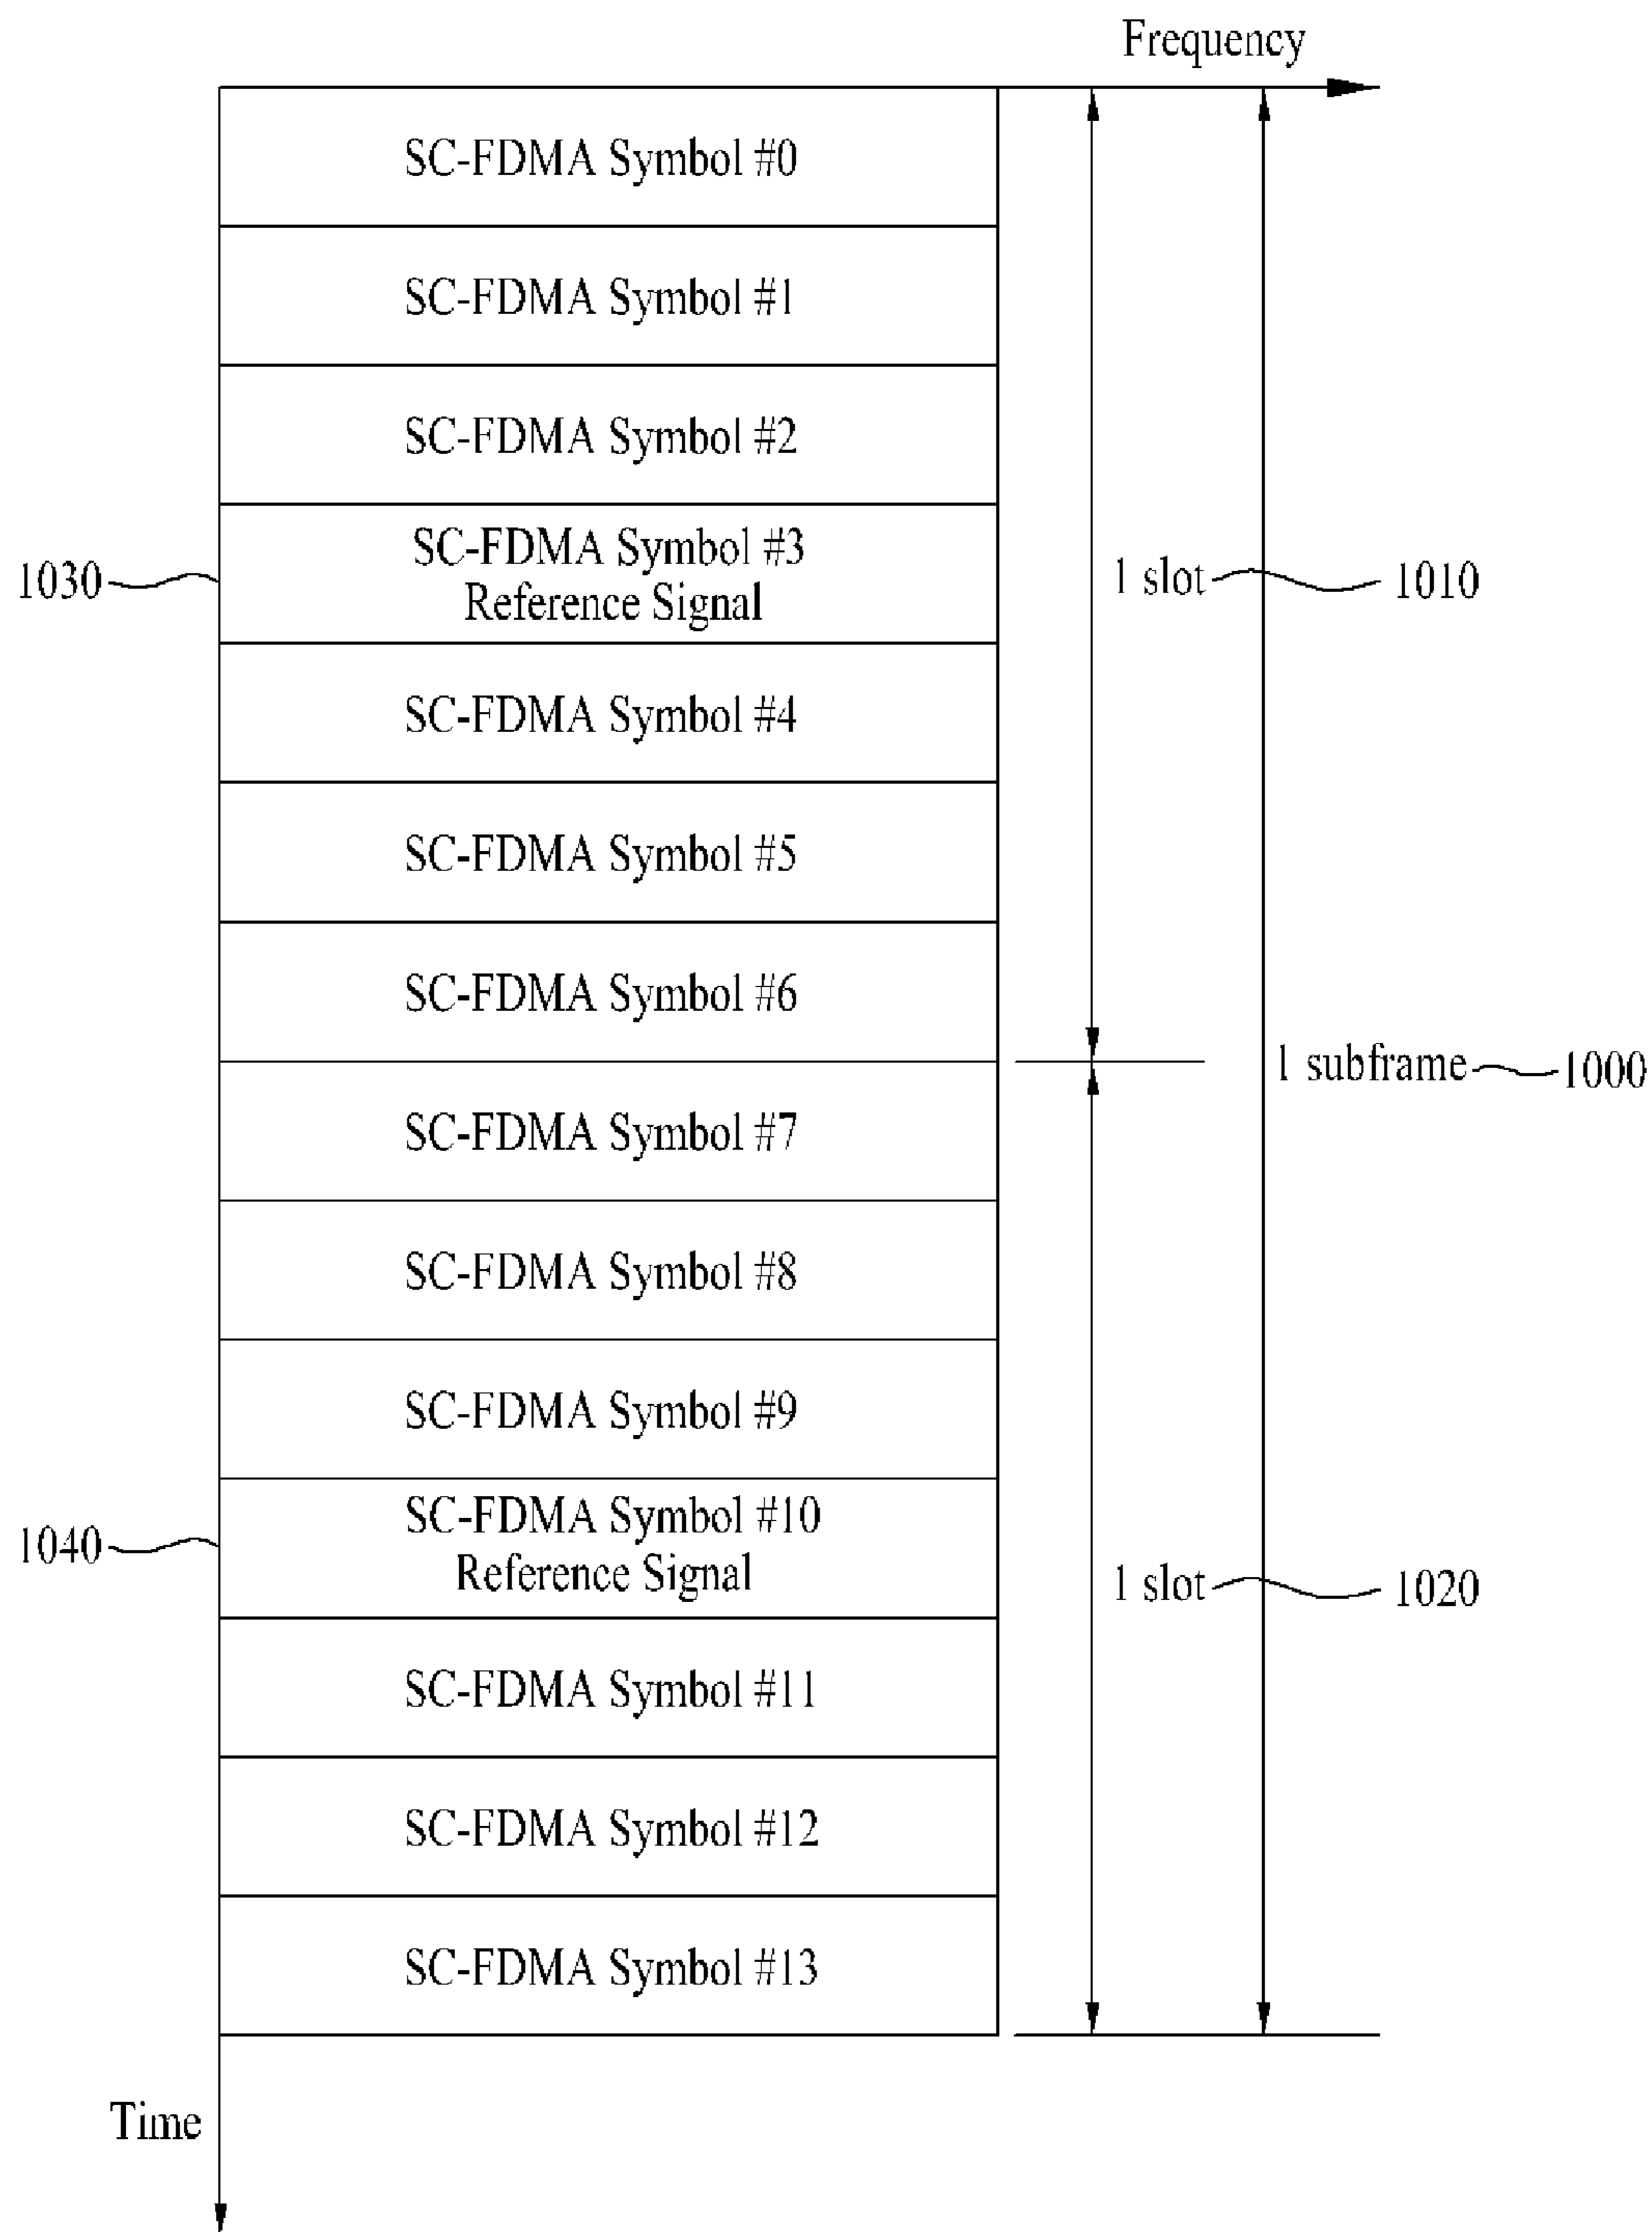 Frequency
SC-FDMA Symbol #0
SC-FDMA Symbol #1
SC-FDMA Symbol #2
SC-FDMA Symbol #3
Reference Signal
1030
1 slot
1010
SC-FDMA Symbol #4
SC-FDMA Symbol #5
SC-FDMA Symbol #6
1 subframe
1000
SC-FDMA Symbol #7
SC-FDMA Symbol #8
SC-FDMA Symbol #9
SC-FDMA Symbol #10
Reference Signal
1040
1 slot
1020
SC-FDMA Symbol #11
SC-FDMA Symbol #12
SC-FDMA Symbol #13
Time